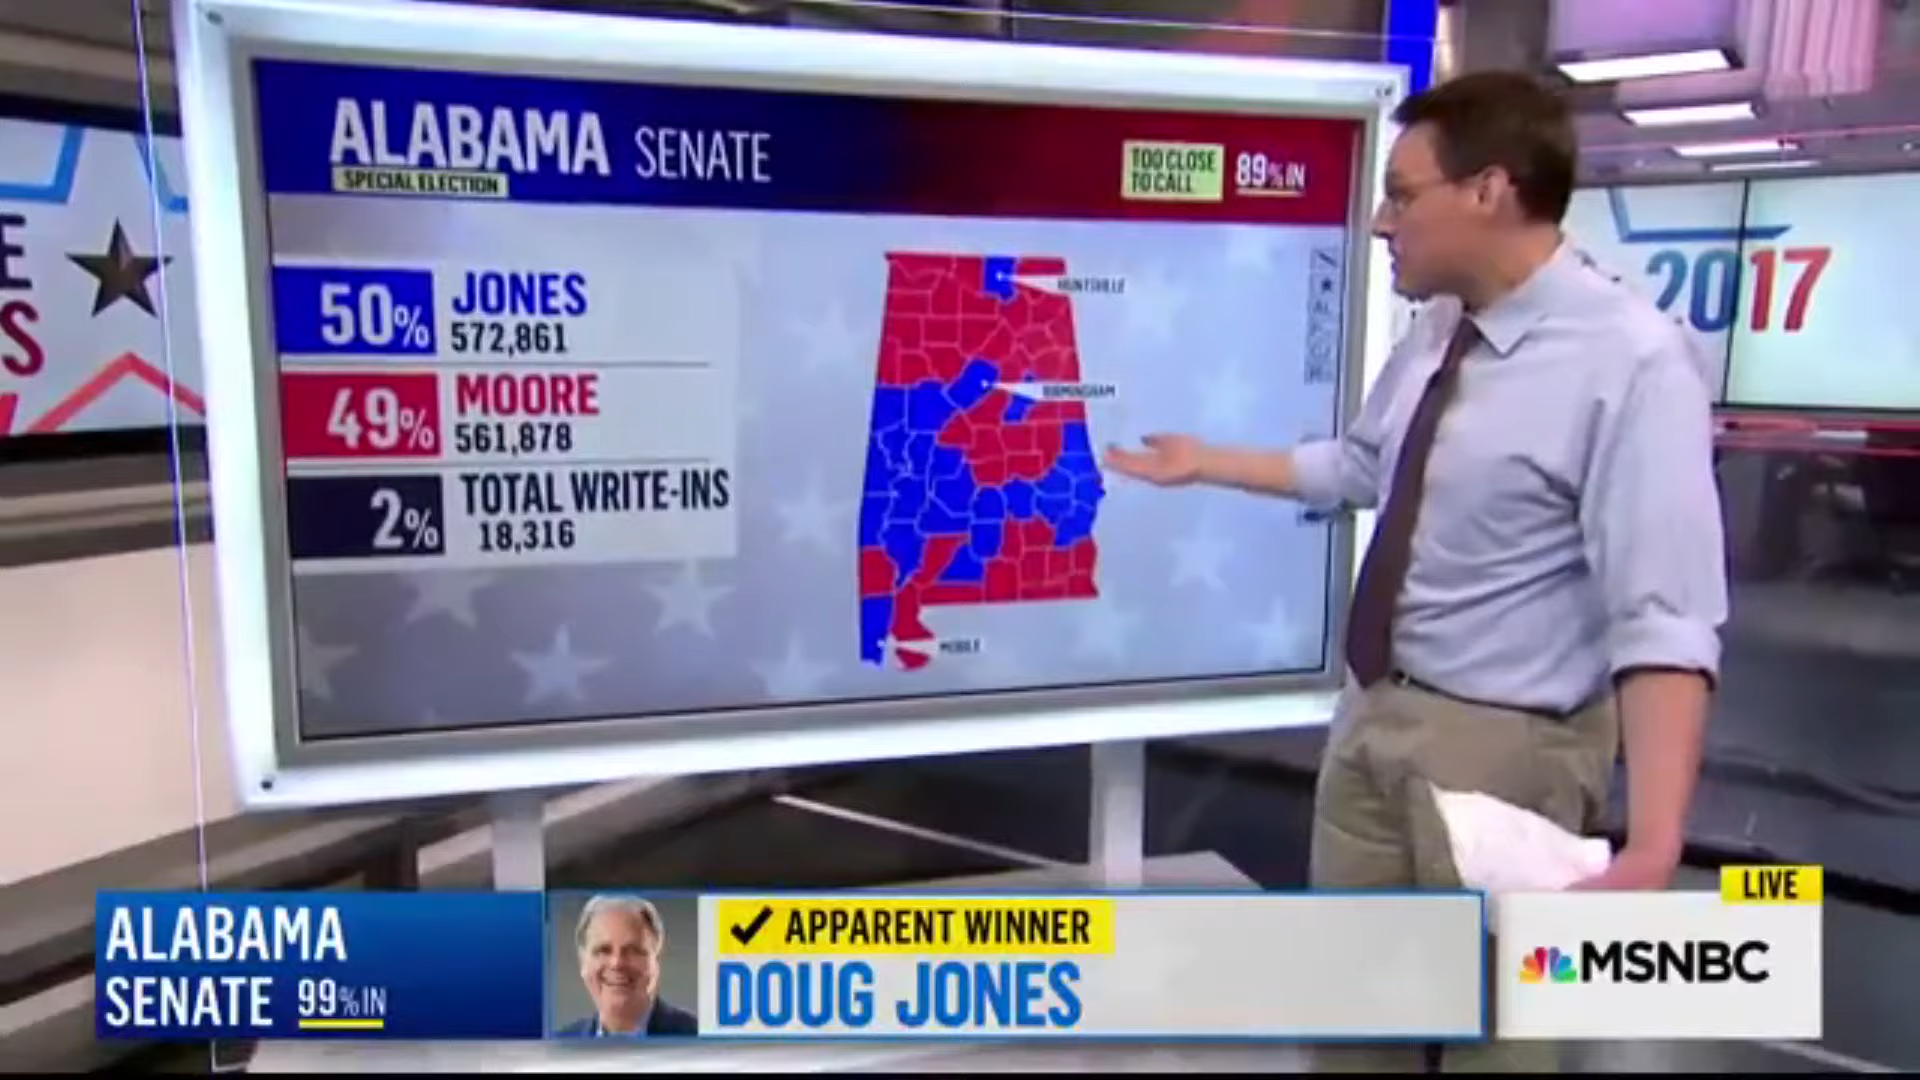 ALABAMA SENATE
SPECIAL ELECTION
TOO CLOSE
TO CALL
89% IN
50% JONES
572,861
49% MOORE
561,878
2% TOTAL WRITE-INS
18,316
HUNTSVILLE
BIRMINGHAM
MOBILE
E
S
2017
ALABAMA
SENATE 99% IN
✓ APPARENT WINNER
DOUG JONES
LIVE
MSNBC